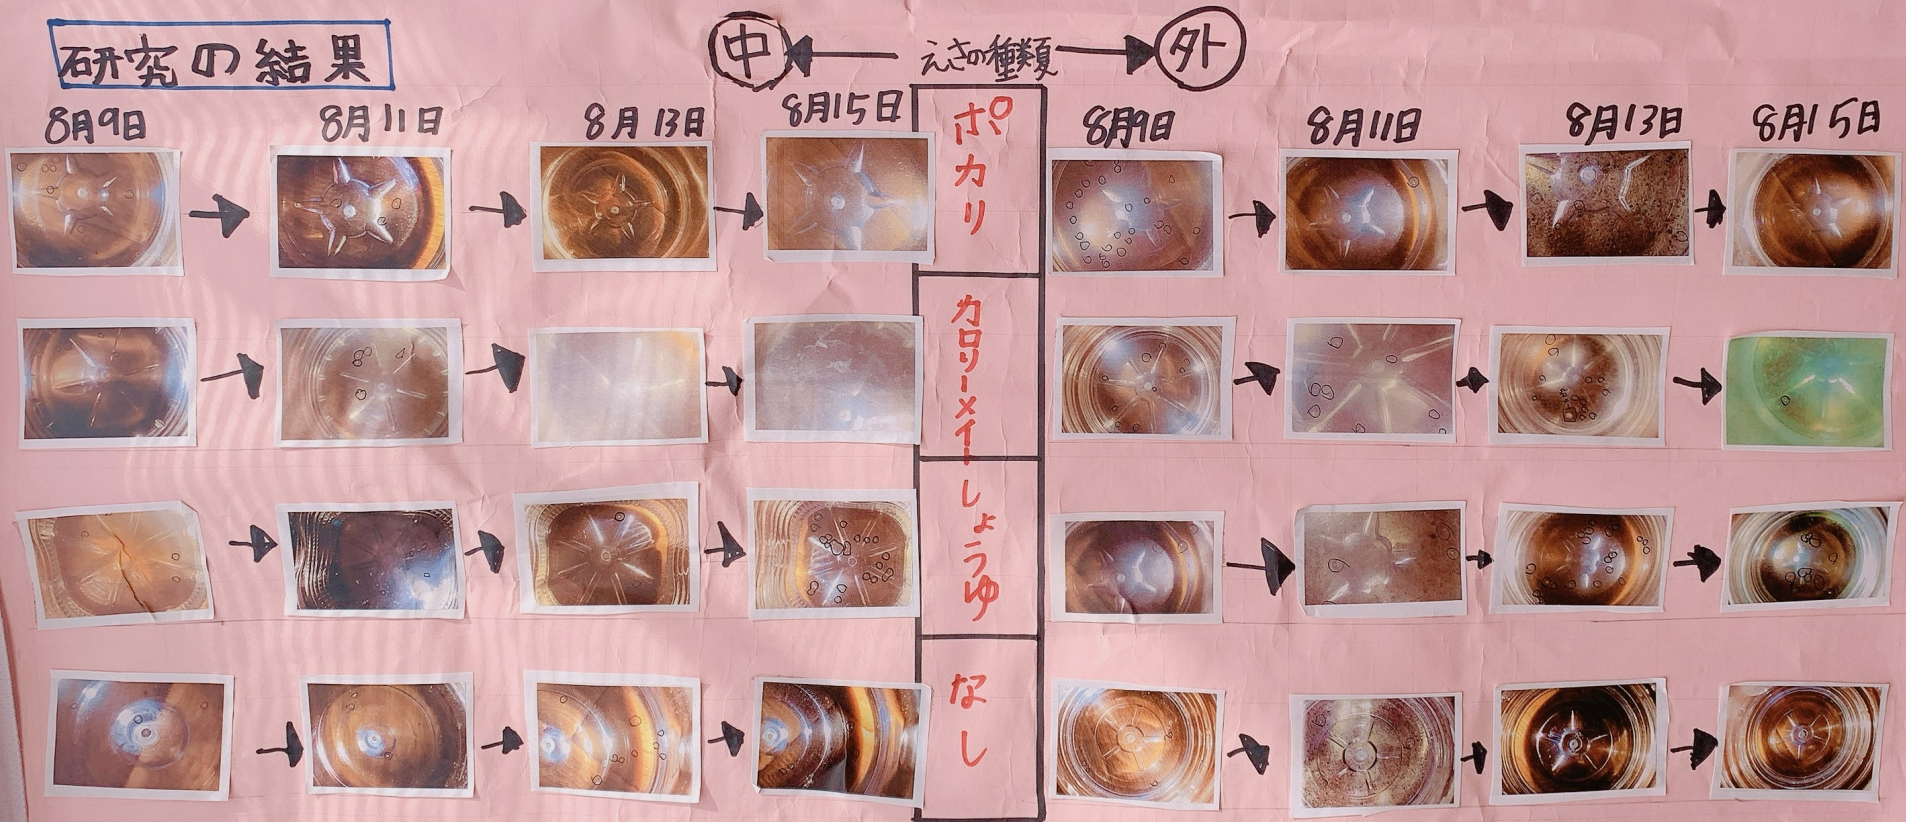 研究の結果
中 えさの種類 外
8月9日 8月11日 8月13日 8月15日 8月9日 8月11日 8月13日 8月15日
ポカリ
カロリーメイト
しょうゆ
なし